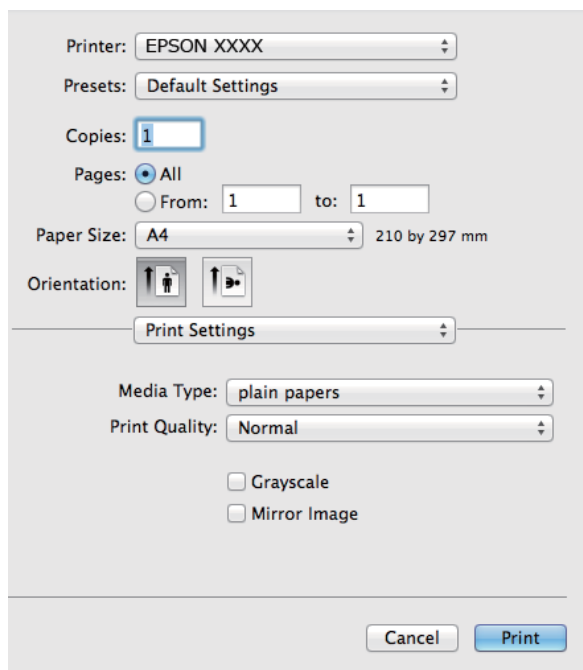 Printer: EPSON XXXX
Presets: Default Settings
Copies: 1
Pages: All
From: 1 to: 1
Paper Size: A4 210 by 297 mm
Orientation:
Print Settings
Media Type: plain papers
Print Quality: Normal
Grayscale
Mirror Image
Cancel Print